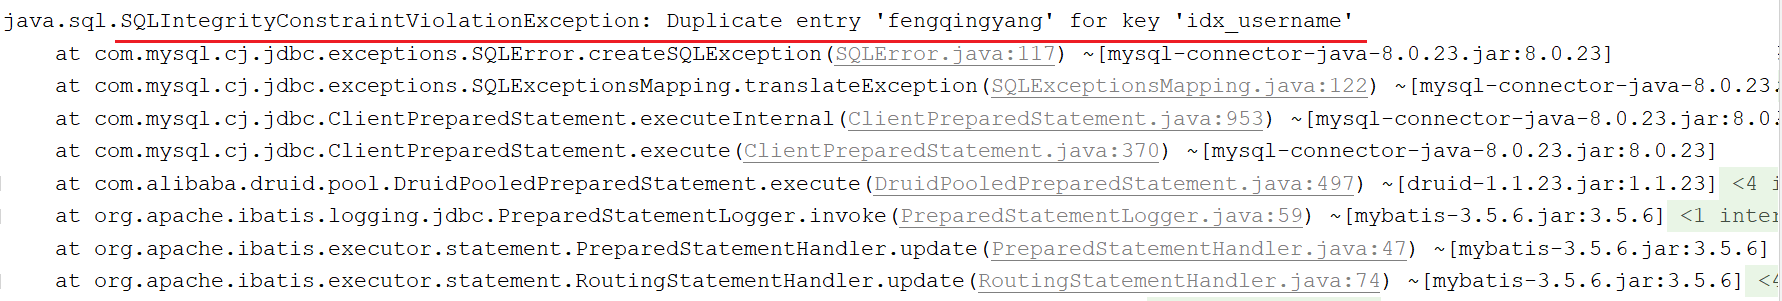 java.sql.SQLIntegrityConstraintViolationException: Duplicate entry 'fengqingyang' for key 'idx_username'
at com.mysql.cj.jdbc.exceptions.SQLError.createSQLException(SQLError.java:117) ~[mysql-connector-java-8.0.23.jar:8.0.23]
at com.mysql.cj.jdbc.exceptions.SQLExceptionsMapping.translateException(SQLExceptionsMapping.java:122) ~[mysql-connector-java-8.0.23.
at com.mysql.cj.jdbc.ClientPreparedStatement.executeInternal(ClientPreparedStatement.java:953) ~[mysql-connector-java-8.0.23.jar:8.0.
at com.mysql.cj.jdbc.ClientPreparedStatement.execute(ClientPreparedStatement.java:370) ~[mysql-connector-java-8.0.23.jar:8.0.23]
at com.alibaba.druid.pool.DruidPooledPreparedStatement.execute(DruidPooledPreparedStatement.java:497) ~[druid-1.1.23.jar:1.1.23] <4 i
at org.apache.ibatis.logging.jdbc.PreparedStatementLogger.invoke(PreparedStatementLogger.java:59) ~[mybatis-3.5.6.jar:3.5.6] <1 inter
at org.apache.ibatis.executor.statement.PreparedStatementHandler.update(PreparedStatementHandler.java:47) ~[mybatis-3.5.6.jar:3.5.6]
at org.apache.ibatis.executor.statement.RoutingStatementHandler.update(RoutingStatementHandler.java:74) ~[mybatis-3.5.6.jar:3.5.6] <4